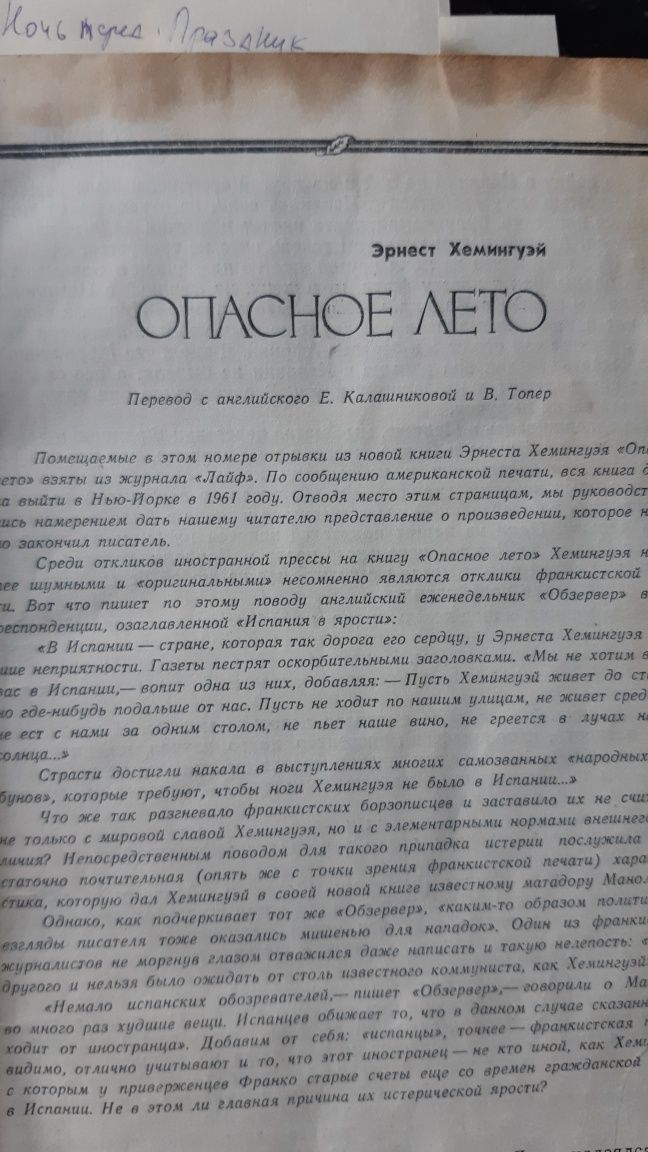 Ночь перед. Праздник
Эрнест Хемингуэй
ОПАСНОЕ ЛЕТО
Перевод с английского Е. Калашниковой и В. Топер
Помещаемые в этом номере отрывки из новой книги Эрнеста Хемингуэя «Оп
ето» взяты из журнала «Лайф». По сообщению американской печати, вся книга д
на выйти в Нью-Йорке в 1961 году. Отводя место этим страницам, мы руководст
ись намерением дать нашему читателю представление о произведении, которое н
о закончил писатель.
Среди откликов иностранной прессы на книгу «Опасное лето» Хемингуэя н
ее шумными и «оригинальными» несомненно являются отклики франкистской
ти. Вот что пишет по этому поводу английский еженедельник «Обзервер» в
респонденции, озаглавленной «Испания в ярости»:
«В Испании — стране, которая так дорога его сердцу, у Эрнеста Хемингуэя
шие неприятности. Газеты пестрят оскорбительными заголовками. «Мы не хотим в
вас в Испании,— вопит одна из них, добавляя: — Пусть Хемингуэй живет до ст
но где-нибудь подальше от нас. Пусть не ходит по нашим улицам, не живет сред
не ест с нами за одним столом, не пьет наше вино, не греется в лучах н
солнца...»
Страсти достигли накала в выступлениях многих самозванных «народных
бунов», которые требуют, чтобы ноги Хемингуэя не было в Испании...»
Что же так разгневало франкистских борзописцев и заставило их не счи
не только с мировой славой Хемингуэя, но и с элементарными нормами внешнег
личия? Непосредственным поводом для такого припадка истерии послужила
статочно почтительная (опять же с точки зрения франкистской печати) хара
стика, которую дал Хемингуэй в своей новой книге известному матадору Манол
Однако, как подчеркивает тот же «Обзервер», «каким-то образом полити
взгляды писателя тоже оказались мишенью для нападок». Один из франки
журналистов не моргнув глазом отважился даже написать и такую нелепость: «
другого и нельзя было ожидать от столь известного коммуниста, как Хемингуэй
«Немало испанских обозревателей,— пишет «Обзервер»,— говорили о Ма
во много раз худшие вещи. Испанцев обижает то, что в данном случае сказанн
ходит от иностранца». Добавим от себя: «испанцы», точнее — франкистская
видимо, отлично учитывают и то, что этот иностранец — не кто иной, как Хем
с которым у приверженцев Франко старые счеты еще со времен гражданской
в Испании. Не в этом ли главная причина их истерической ярости?